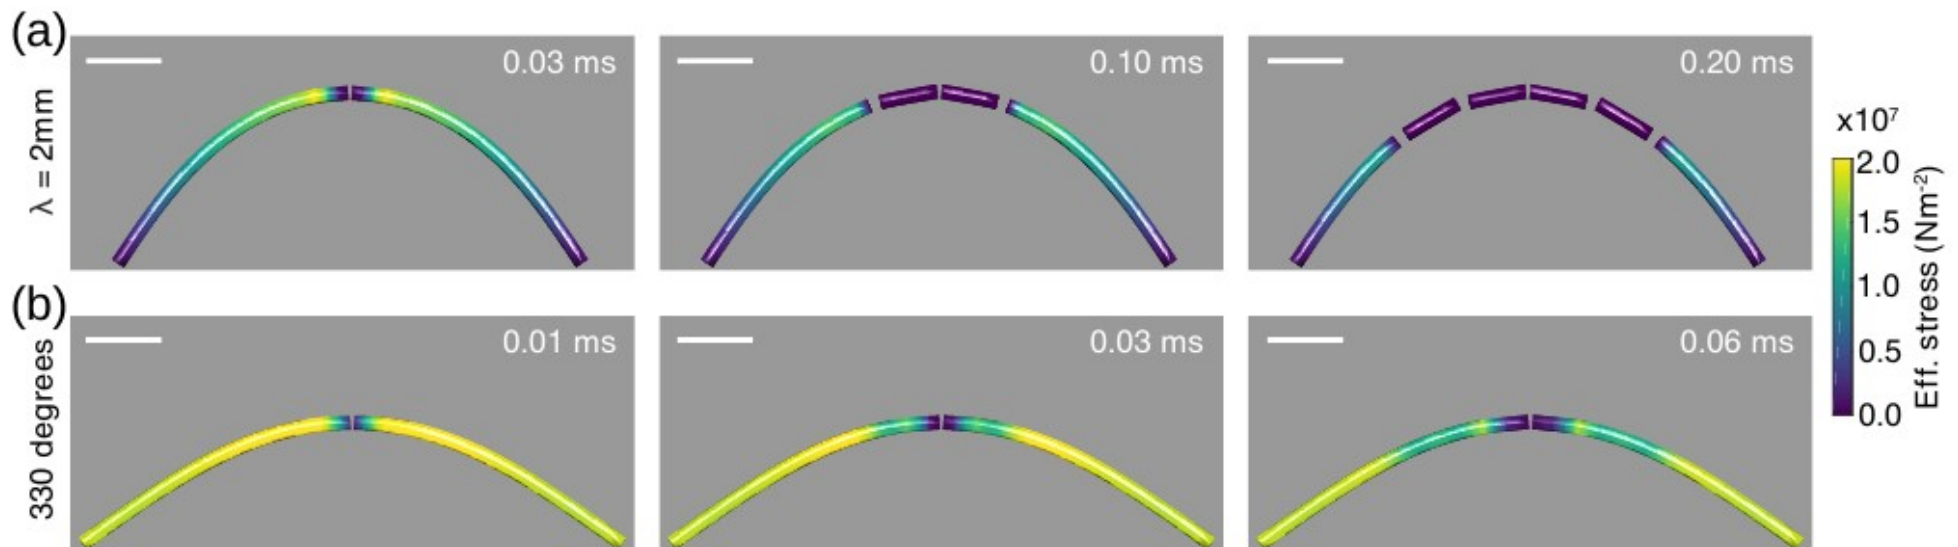 (a)
λ = 2mm
0.03 ms
0.10 ms
0.20 ms
(b)
330 degrees
0.01 ms
0.03 ms
0.06 ms
x10⁷
2.0
1.5
1.0
0.5
0.0
Eff. stress (Nm⁻²)